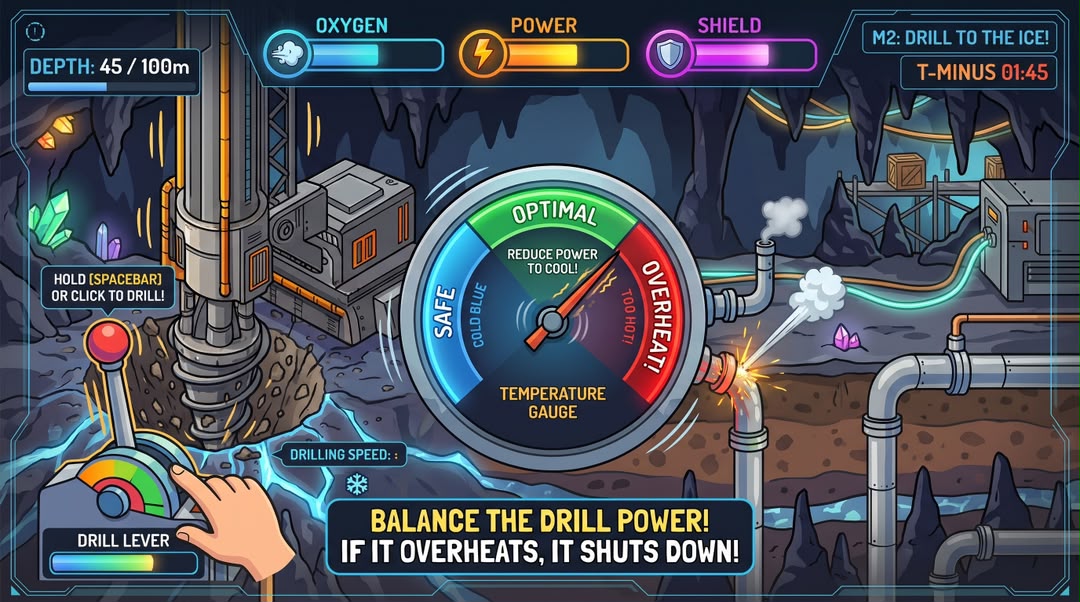 OXYGEN
POWER
SHIELD
M2: DRILL TO THE ICE!
T-MINUS 01:45
DEPTH: 45 / 100m
HOLD [SPACEBAR]
OR CLICK TO DRILL!
OPTIMAL
REDUCE POWER
TO COOL!
SAFE
COLD BLUE
OVERHEAT!
TOO HOT!
TEMPERATURE
GAUGE
DRILLING SPEED: :
DRILL LEVER
BALANCE THE DRILL POWER!
IF IT OVERHEATS, IT SHUTS DOWN!